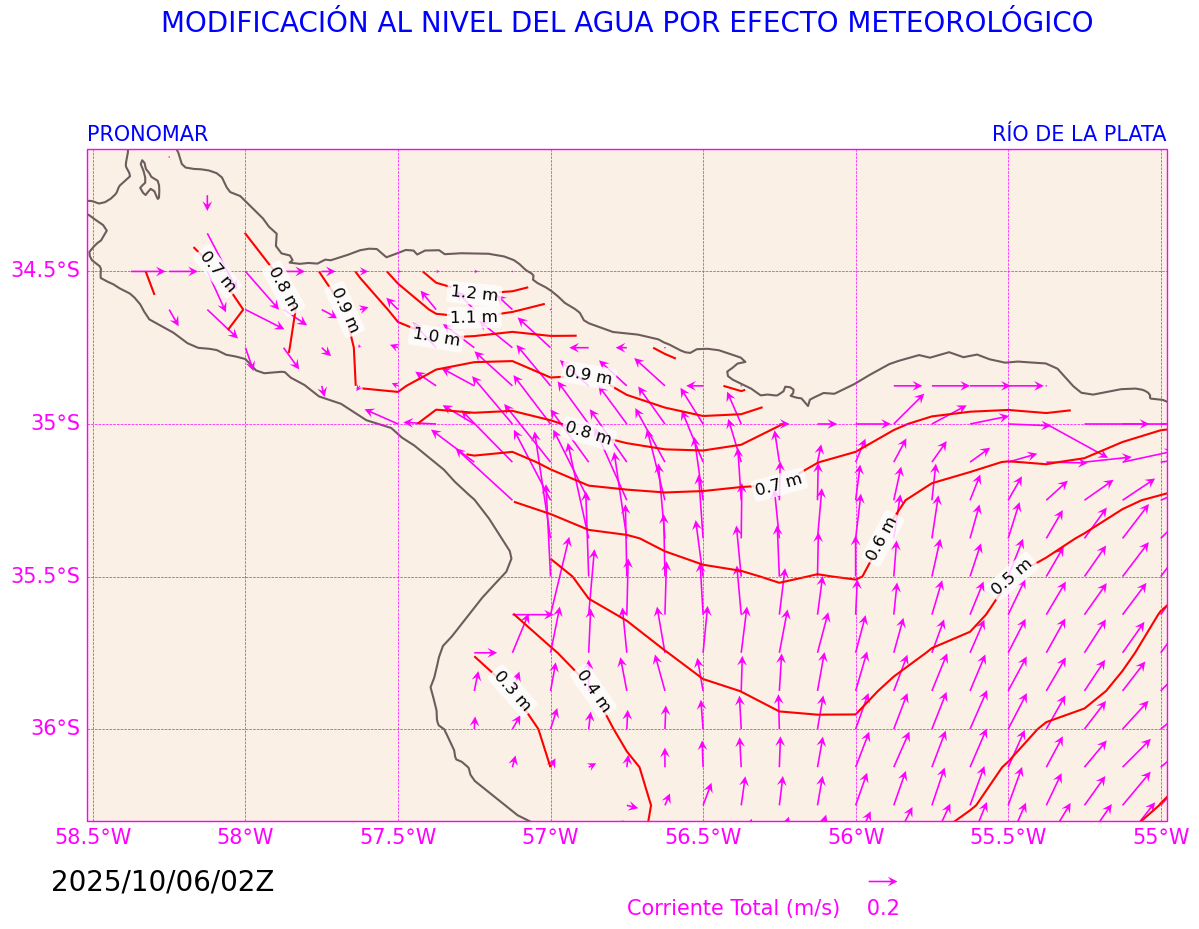 MODIFICACIÓN AL NIVEL DEL AGUA POR EFECTO METEOROLÓGICO
PRONOMAR
RÍO DE LA PLATA
34.5°S
35°S
35.5°S
36°S
0.7 m
0.8 m
0.9 m
1.2 m
1.1 m
1.0 m
0.9 m
0.8 m
0.7 m
0.6 m
0.5 m
0.4 m
0.3 m
58.5°W
58°W
57.5°W
57°W
56.5°W
56°W
55.5°W
55°W
2025/10/06/02Z
Corriente Total (m/s)
0.2